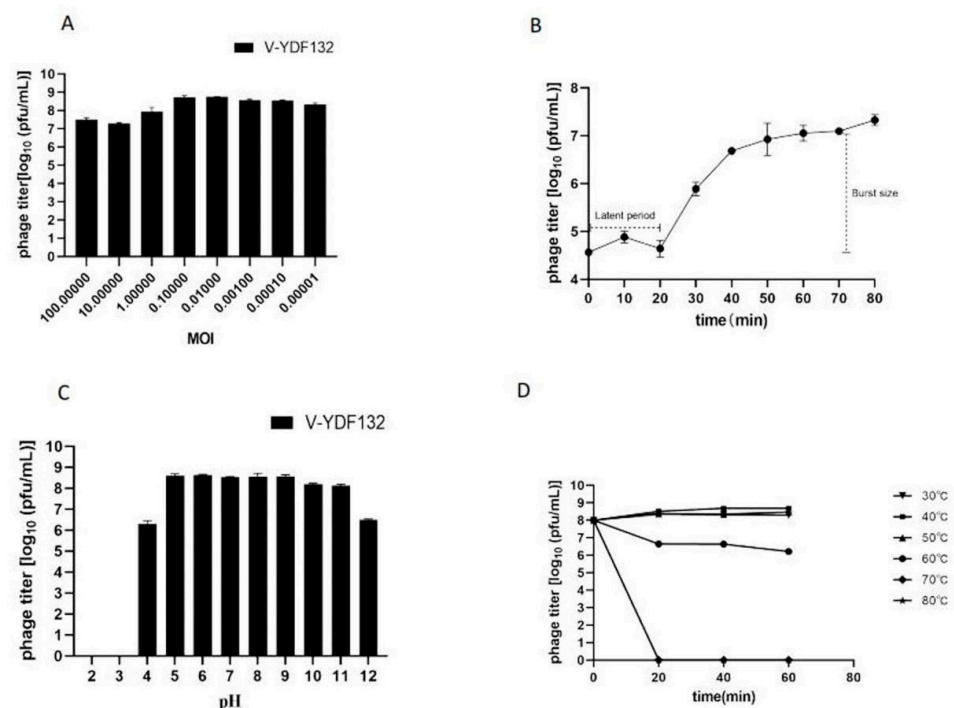 A
V-YDF132
phage titer[log10 (pfu/mL)]
10
9
8
7
6
5
4
3
2
1
0
100.00000
10.00000
1.00000
0.10000
0.01000
0.00100
0.00010
0.00001
MOI
B
phage titer [log10 (pfu/mL)]
8
7
6
5
4
Latent period
Burst size
0 10 20 30 40 50 60 70 80
time(min)
C
V-YDF132
phage titer [log10 (pfu/mL)]
10
9
8
7
6
5
4
3
2
1
0
2 3 4 5 6 7 8 9 10 11 12
pH
D
phage titer [log10 (pfu/mL)]
10
9
8
7
6
5
4
3
2
1
0
0 20 40 60 80
time(min)
30℃
40℃
50℃
60℃
70℃
80℃